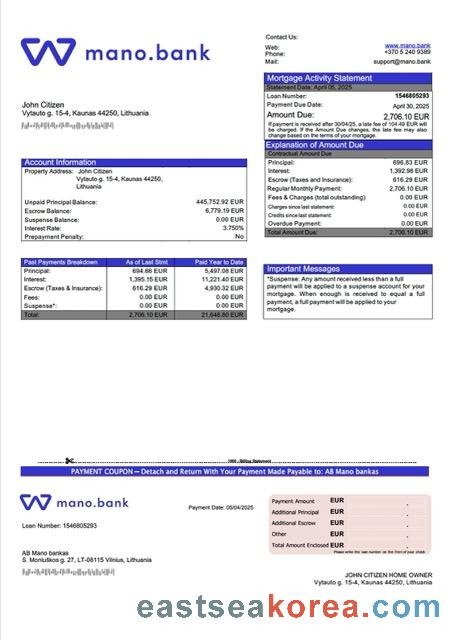 mano.bank
Contact Us:
Web: www.mano.bank
Phone: +370 5 240 9389
Mail: support@mano.bank
Mortgage Activity Statement
Statement Date: April 05, 2025
Loan Number: 1546805293
Payment Due Date: April 30, 2025
Amount Due: 2,706.10 EUR
If payment is received after 30/04/25, a late fee of 104.49 EUR will
be charged. If the Amount Due changes, the late fee may also
change based on the terms of your mortgage.
John Citizen
Vytauto g. 15-4, Kaunas 44250, Lithuania
Explanation of Amount Due
Contractual Amount Due
Principal: 696.83 EUR
Interest: 1,392.98 EUR
Escrow (Taxes and Insurance): 616.29 EUR
Regular Monthly Payment: 2,706.10 EUR
Fees & Charges (total outstanding) 0.00 EUR
Charges since last statement: 0.00 EUR
Credits since last statement: 0.00 EUR
Overdue Payment: 0.00 EUR
Total Amount Due: 2,706.10 EUR
Account Information
Property Address: John Citizen
Vytauto g. 15-4, Kaunas 44250,
Lithuania
Unpaid Principal Balance: 445,752.92 EUR
Escrow Balance: 6,779.19 EUR
Suspense Balance: 0.00 EUR
Interest Rate: 3.750%
Prepayment Penalty: No
Past Payments Breakdown As of Last Stmt Paid Year to Date
Principal: 694.66 EUR 5,497.08 EUR
Interest: 1,395.15 EUR 11,221.40 EUR
Escrow (Taxes & Insurance): 616.29 EUR 4,930.32 EUR
Fees: 0.00 EUR 0.00 EUR
Suspense*: 0.00 EUR 0.00 EUR
Total: 2,706.10 EUR 21,648.80 EUR
Important Messages
*Suspense: Any amount received less than a full
payment will be applied to a suspense account for your
mortgage. When enough is received to equal a full
payment, a full payment will be applied to your
mortgage.
PAYMENT COUPON – Detach and Return With Your Payment Made Payable to: AB Mano bankas
mano.bank
Payment Date: 05/04/2025
Loan Number: 1546805293
Payment Amount EUR
Additional Principal EUR
Additional Escrow EUR
Other EUR
Total Amount Enclosed EUR
Please write the loan number on the front of your check.
AB Mano bankas
S. Moniuškos g. 27, LT-08115 Vilnius, Lithuania
JOHN CITIZEN HOME OWNER
Vytauto g. 15-4, Kaunas 44250, Lithuania
eastseakorea.com